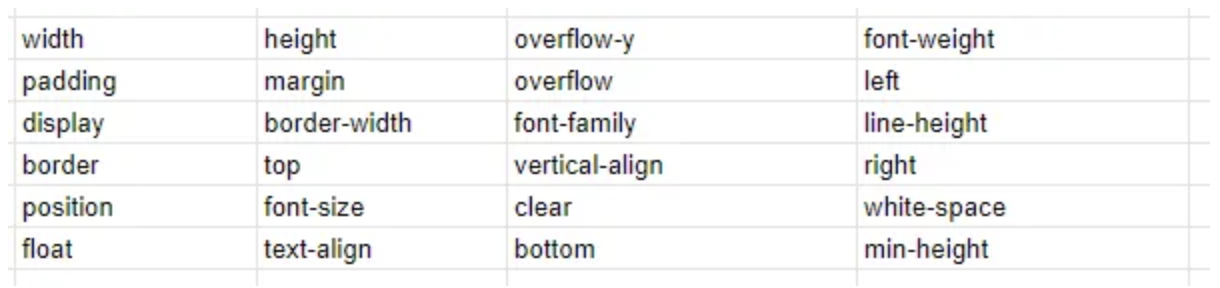 width height overflow-y font-weight
padding margin overflow left
display border-width font-family line-height
border top vertical-align right
position font-size clear white-space
float text-align bottom min-height